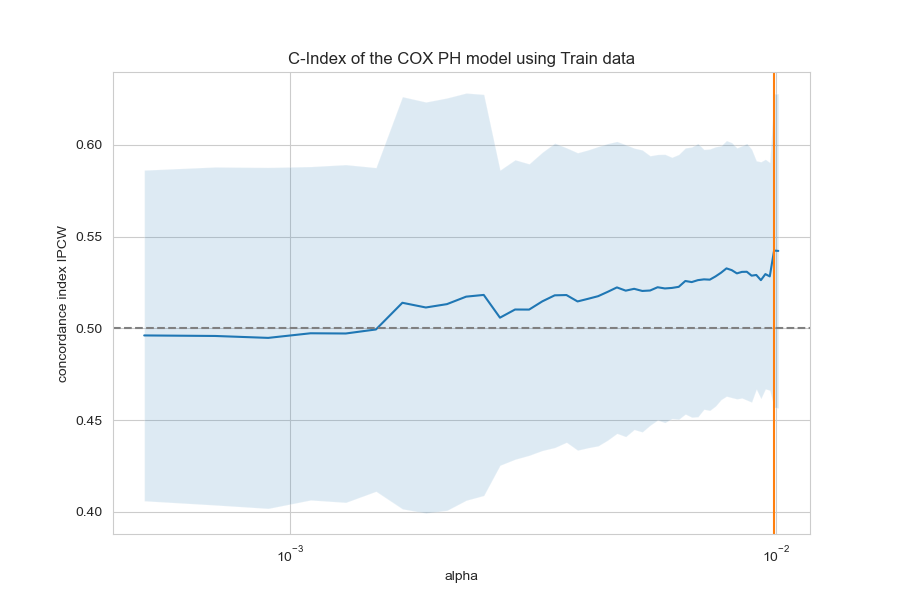 C-Index of the COX PH model using Train data
concordance index IPCW
0.60
0.55
0.50
0.45
0.40
10⁻³
10⁻²
alpha